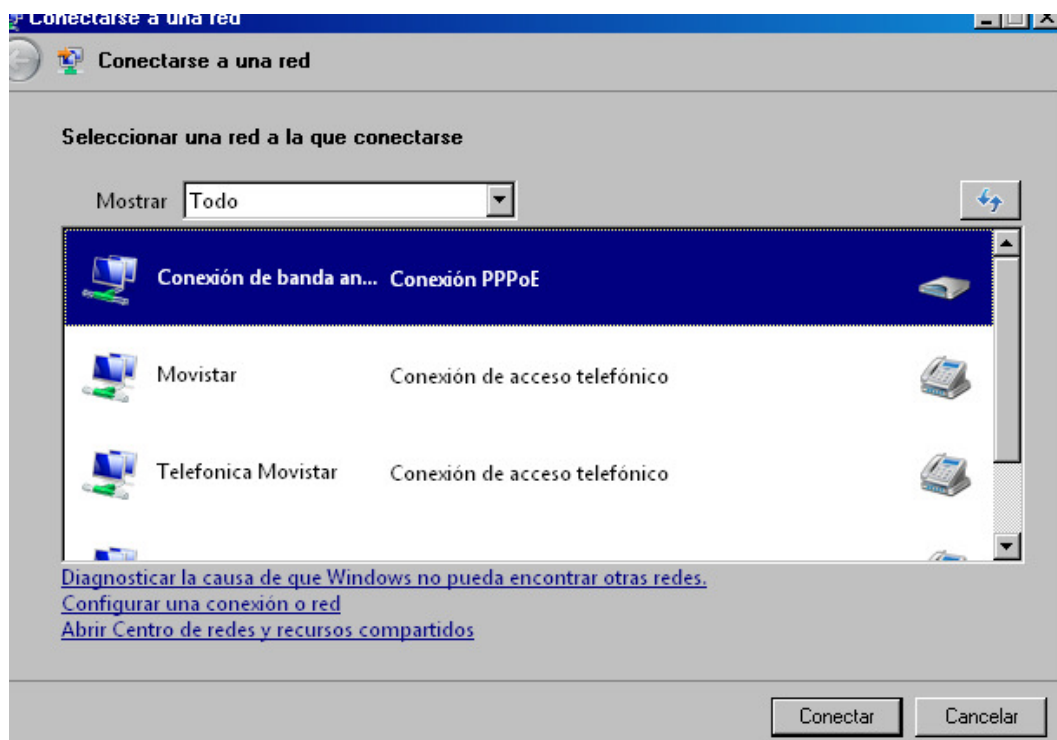 Conectarse a una red
Conectarse a una red
Seleccionar una red a la que conectarse
Mostrar Todo
Conexión de banda an... Conexión PPPoE
Movistar Conexión de acceso telefónico
Telefonica Movistar Conexión de acceso telefónico
Diagnosticar la causa de que Windows no pueda encontrar otras redes.
Configurar una conexión o red
Abrir Centro de redes y recursos compartidos
Conectar Cancelar